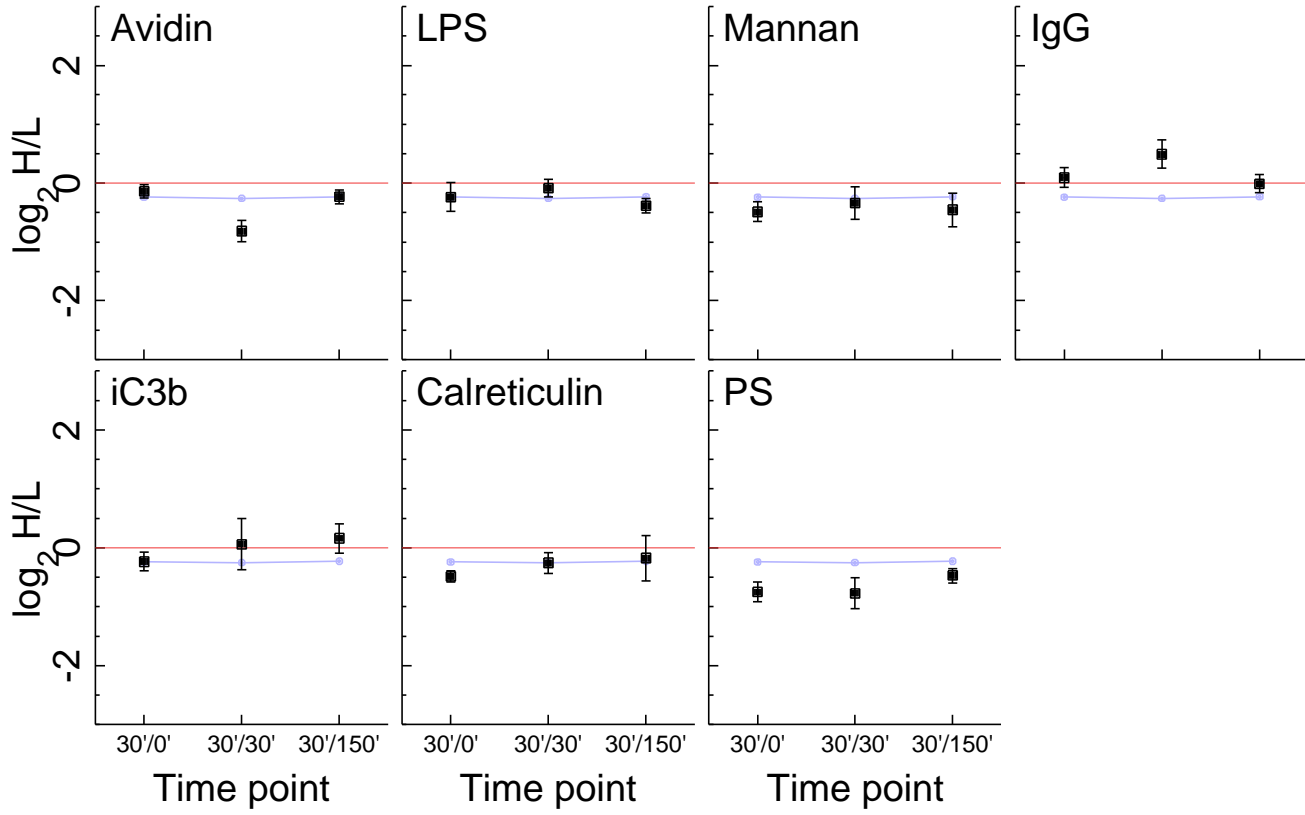 Avidin LPS Mannan IgG
2
0
-2
log2 H/L
iC3b Calreticulin PS
2
0
-2
log2 H/L
30'/0' 30'/30' 30'/150' 30'/0' 30'/30' 30'/150' 30'/0' 30'/30' 30'/150'
Time point Time point Time point